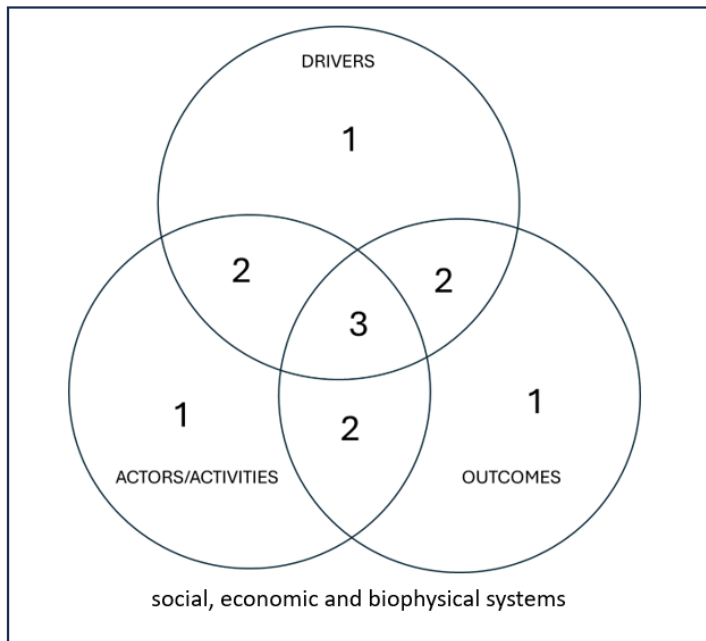 DRIVERS
1
2
2
3
1
1
2
ACTORS/ACTIVITIES
OUTCOMES
social, economic and biophysical systems